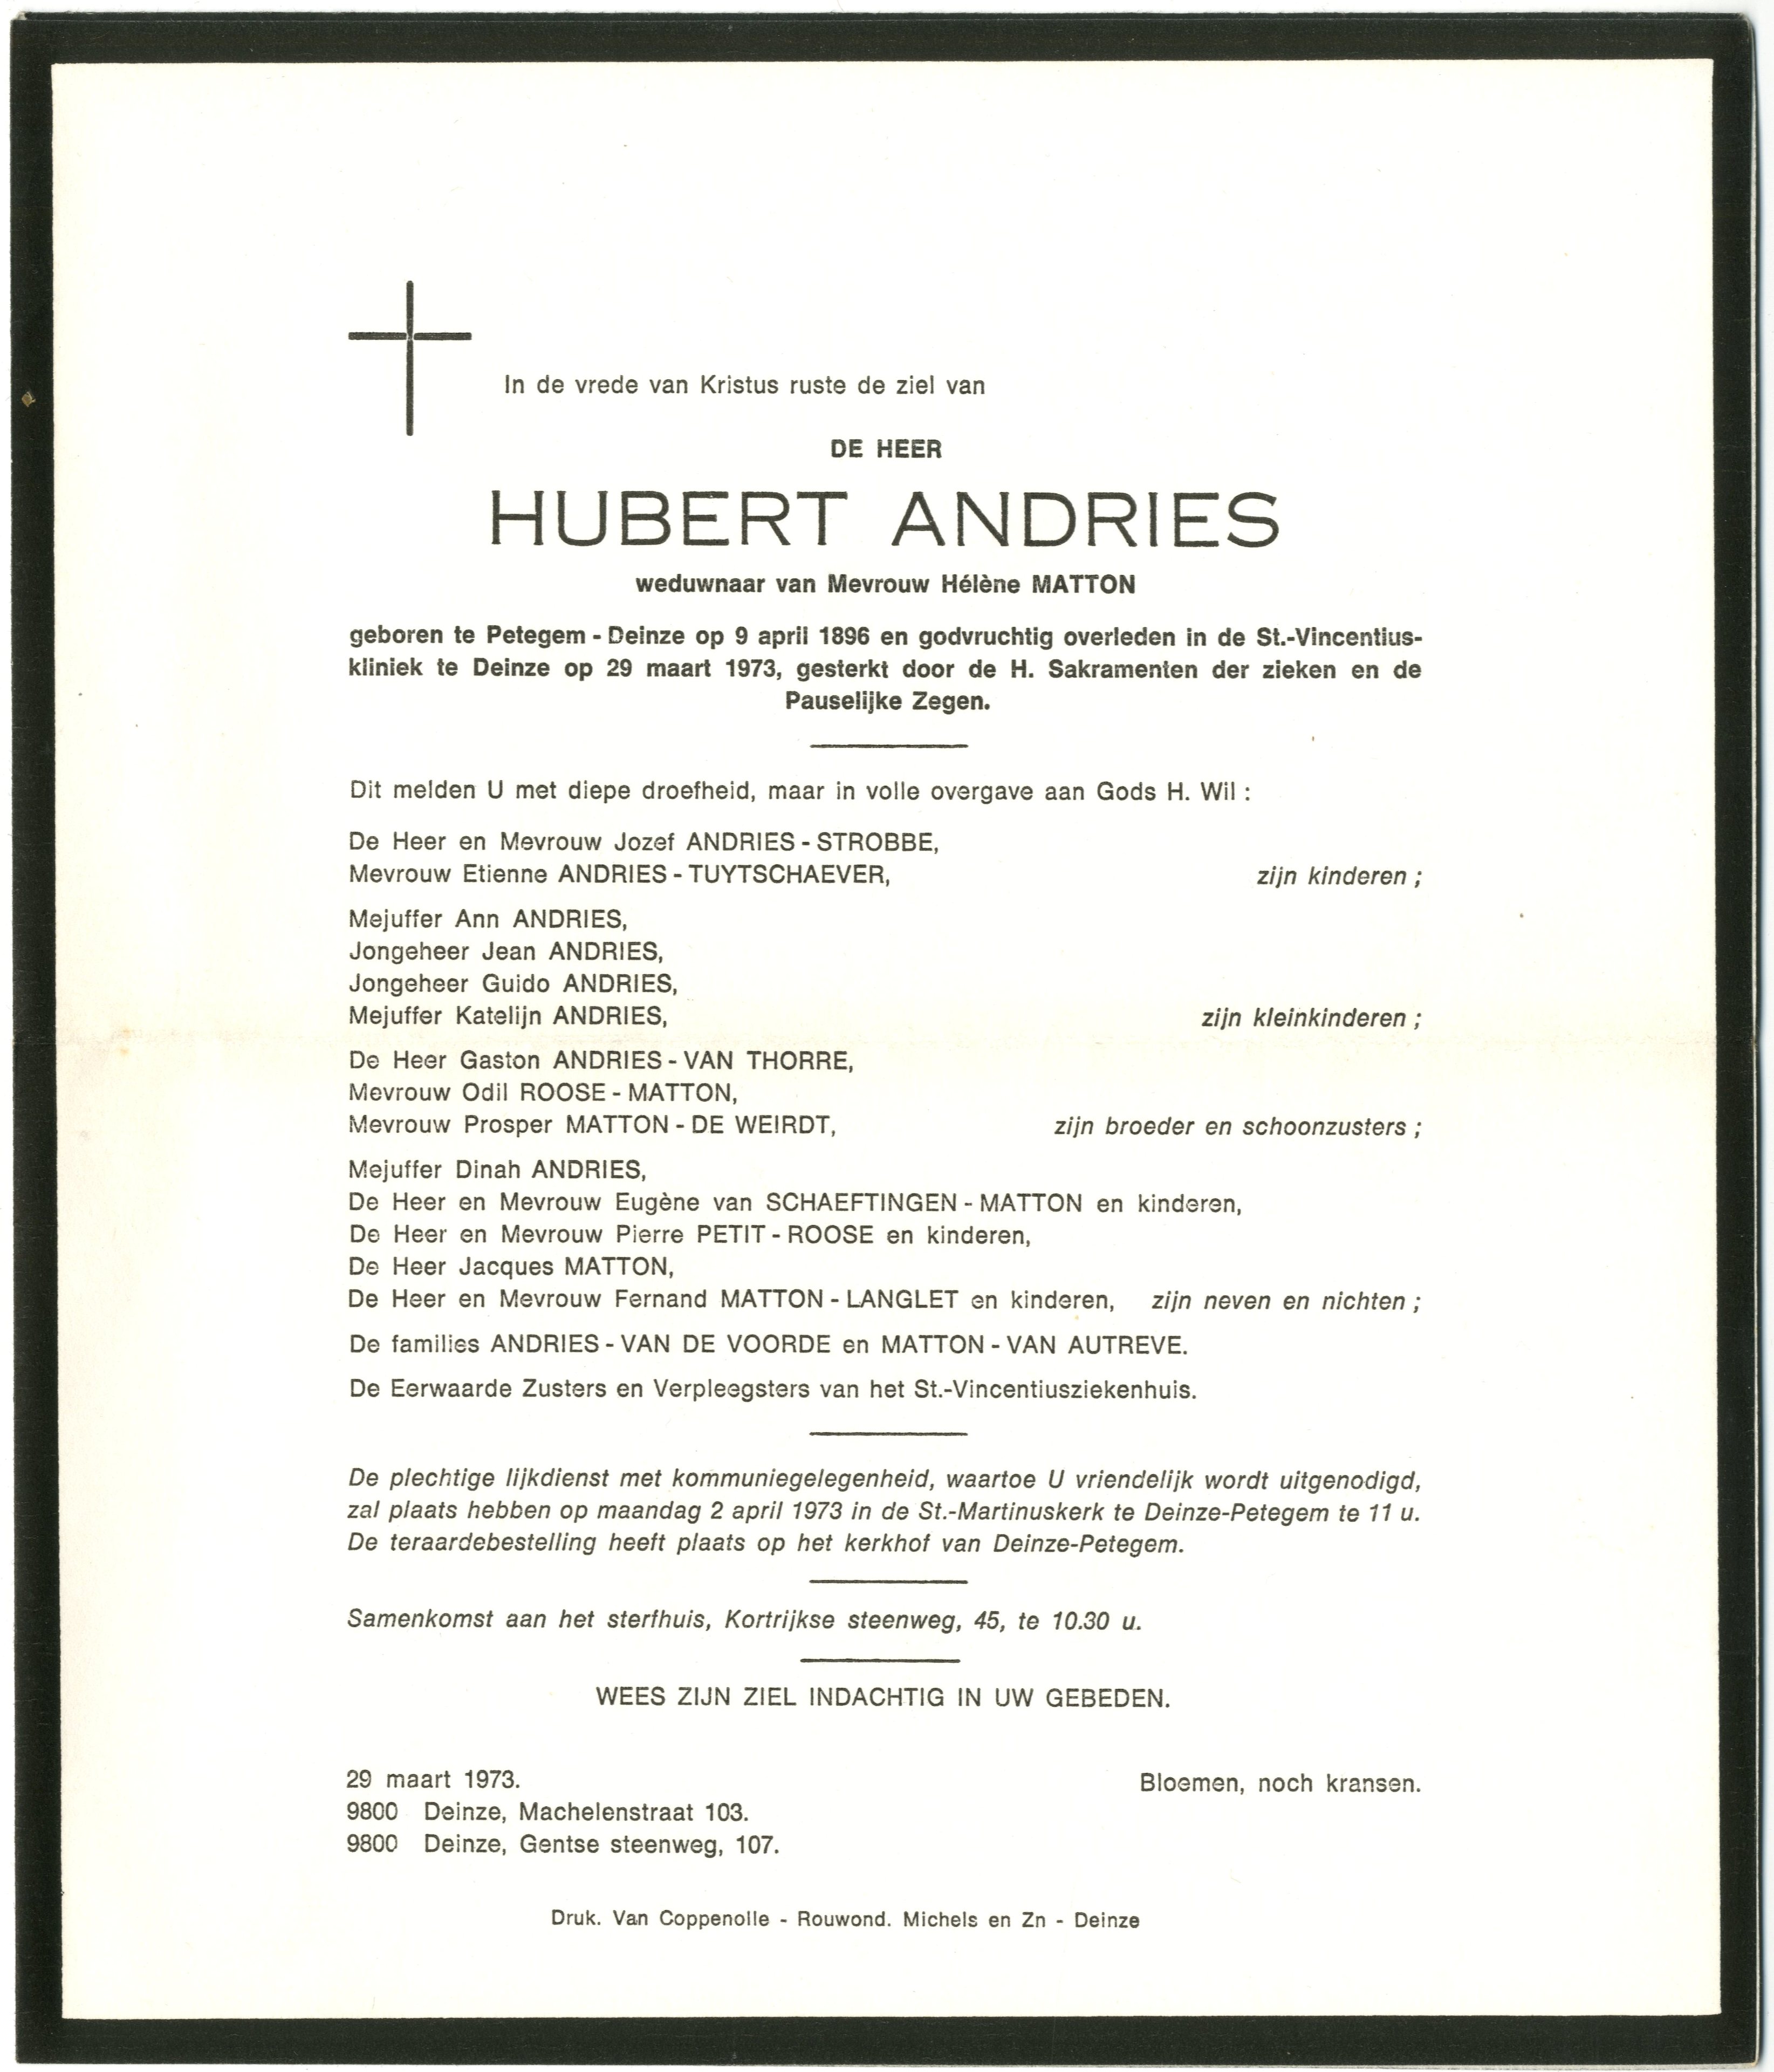 In de vrede van Kristus ruste de ziel van
DE HEER
HUBERT ANDRIES
weduwnaar van Mevrouw Hélène MATTON
geboren te Petegem - Deinze op 9 april 1896 en godvruchtig overleden in de St.-Vincentius-
kliniek te Deinze op 29 maart 1973, gesterkt door de H. Sakramenten der zieken en de
Pauselijke Zegen.
Dit melden U met diepe droefheid, maar in volle overgave aan Gods H. Wil :
De Heer en Mevrouw Jozef ANDRIES - STROBBE,
Mevrouw Etienne ANDRIES - TUYTSCHAEVER, zijn kinderen ;
Mejuffer Ann ANDRIES,
Jongeheer Jean ANDRIES,
Jongeheer Guido ANDRIES,
Mejuffer Katelijn ANDRIES, zijn kleinkinderen ;
De Heer Gaston ANDRIES - VAN THORRE,
Mevrouw Odil ROOSE - MATTON,
Mevrouw Prosper MATTON - DE WEIRDT, zijn broeder en schoonzusters ;
Mejuffer Dinah ANDRIES,
De Heer en Mevrouw Eugène van SCHAEFTINGEN - MATTON en kinderen,
De Heer en Mevrouw Pierre PETIT - ROOSE en kinderen,
De Heer Jacques MATTON,
De Heer en Mevrouw Fernand MATTON - LANGLET en kinderen, zijn neven en nichten ;
De families ANDRIES - VAN DE VOORDE en MATTON - VAN AUTREVE.
De Eerwaarde Zusters en Verpleegsters van het St.-Vincentiusziekenhuis.
De plechtige lijkdienst met kommuniegelegenheid, waartoe U vriendelijk wordt uitgenodigd,
zal plaats hebben op maandag 2 april 1973 in de St.-Martinuskerk te Deinze-Petegem te 11 u.
De teraardebestelling heeft plaats op het kerkhof van Deinze-Petegem.
Samenkomst aan het sterfhuis, Kortrijkse steenweg, 45, te 10.30 u.
WEES ZIJN ZIEL INDACHTIG IN UW GEBEDEN.
29 maart 1973. Bloemen, noch kransen.
9800 Deinze, Machelenstraat 103.
9800 Deinze, Gentse steenweg, 107.
Druk. Van Coppenolle - Rouwond. Michels en Zn - Deinze